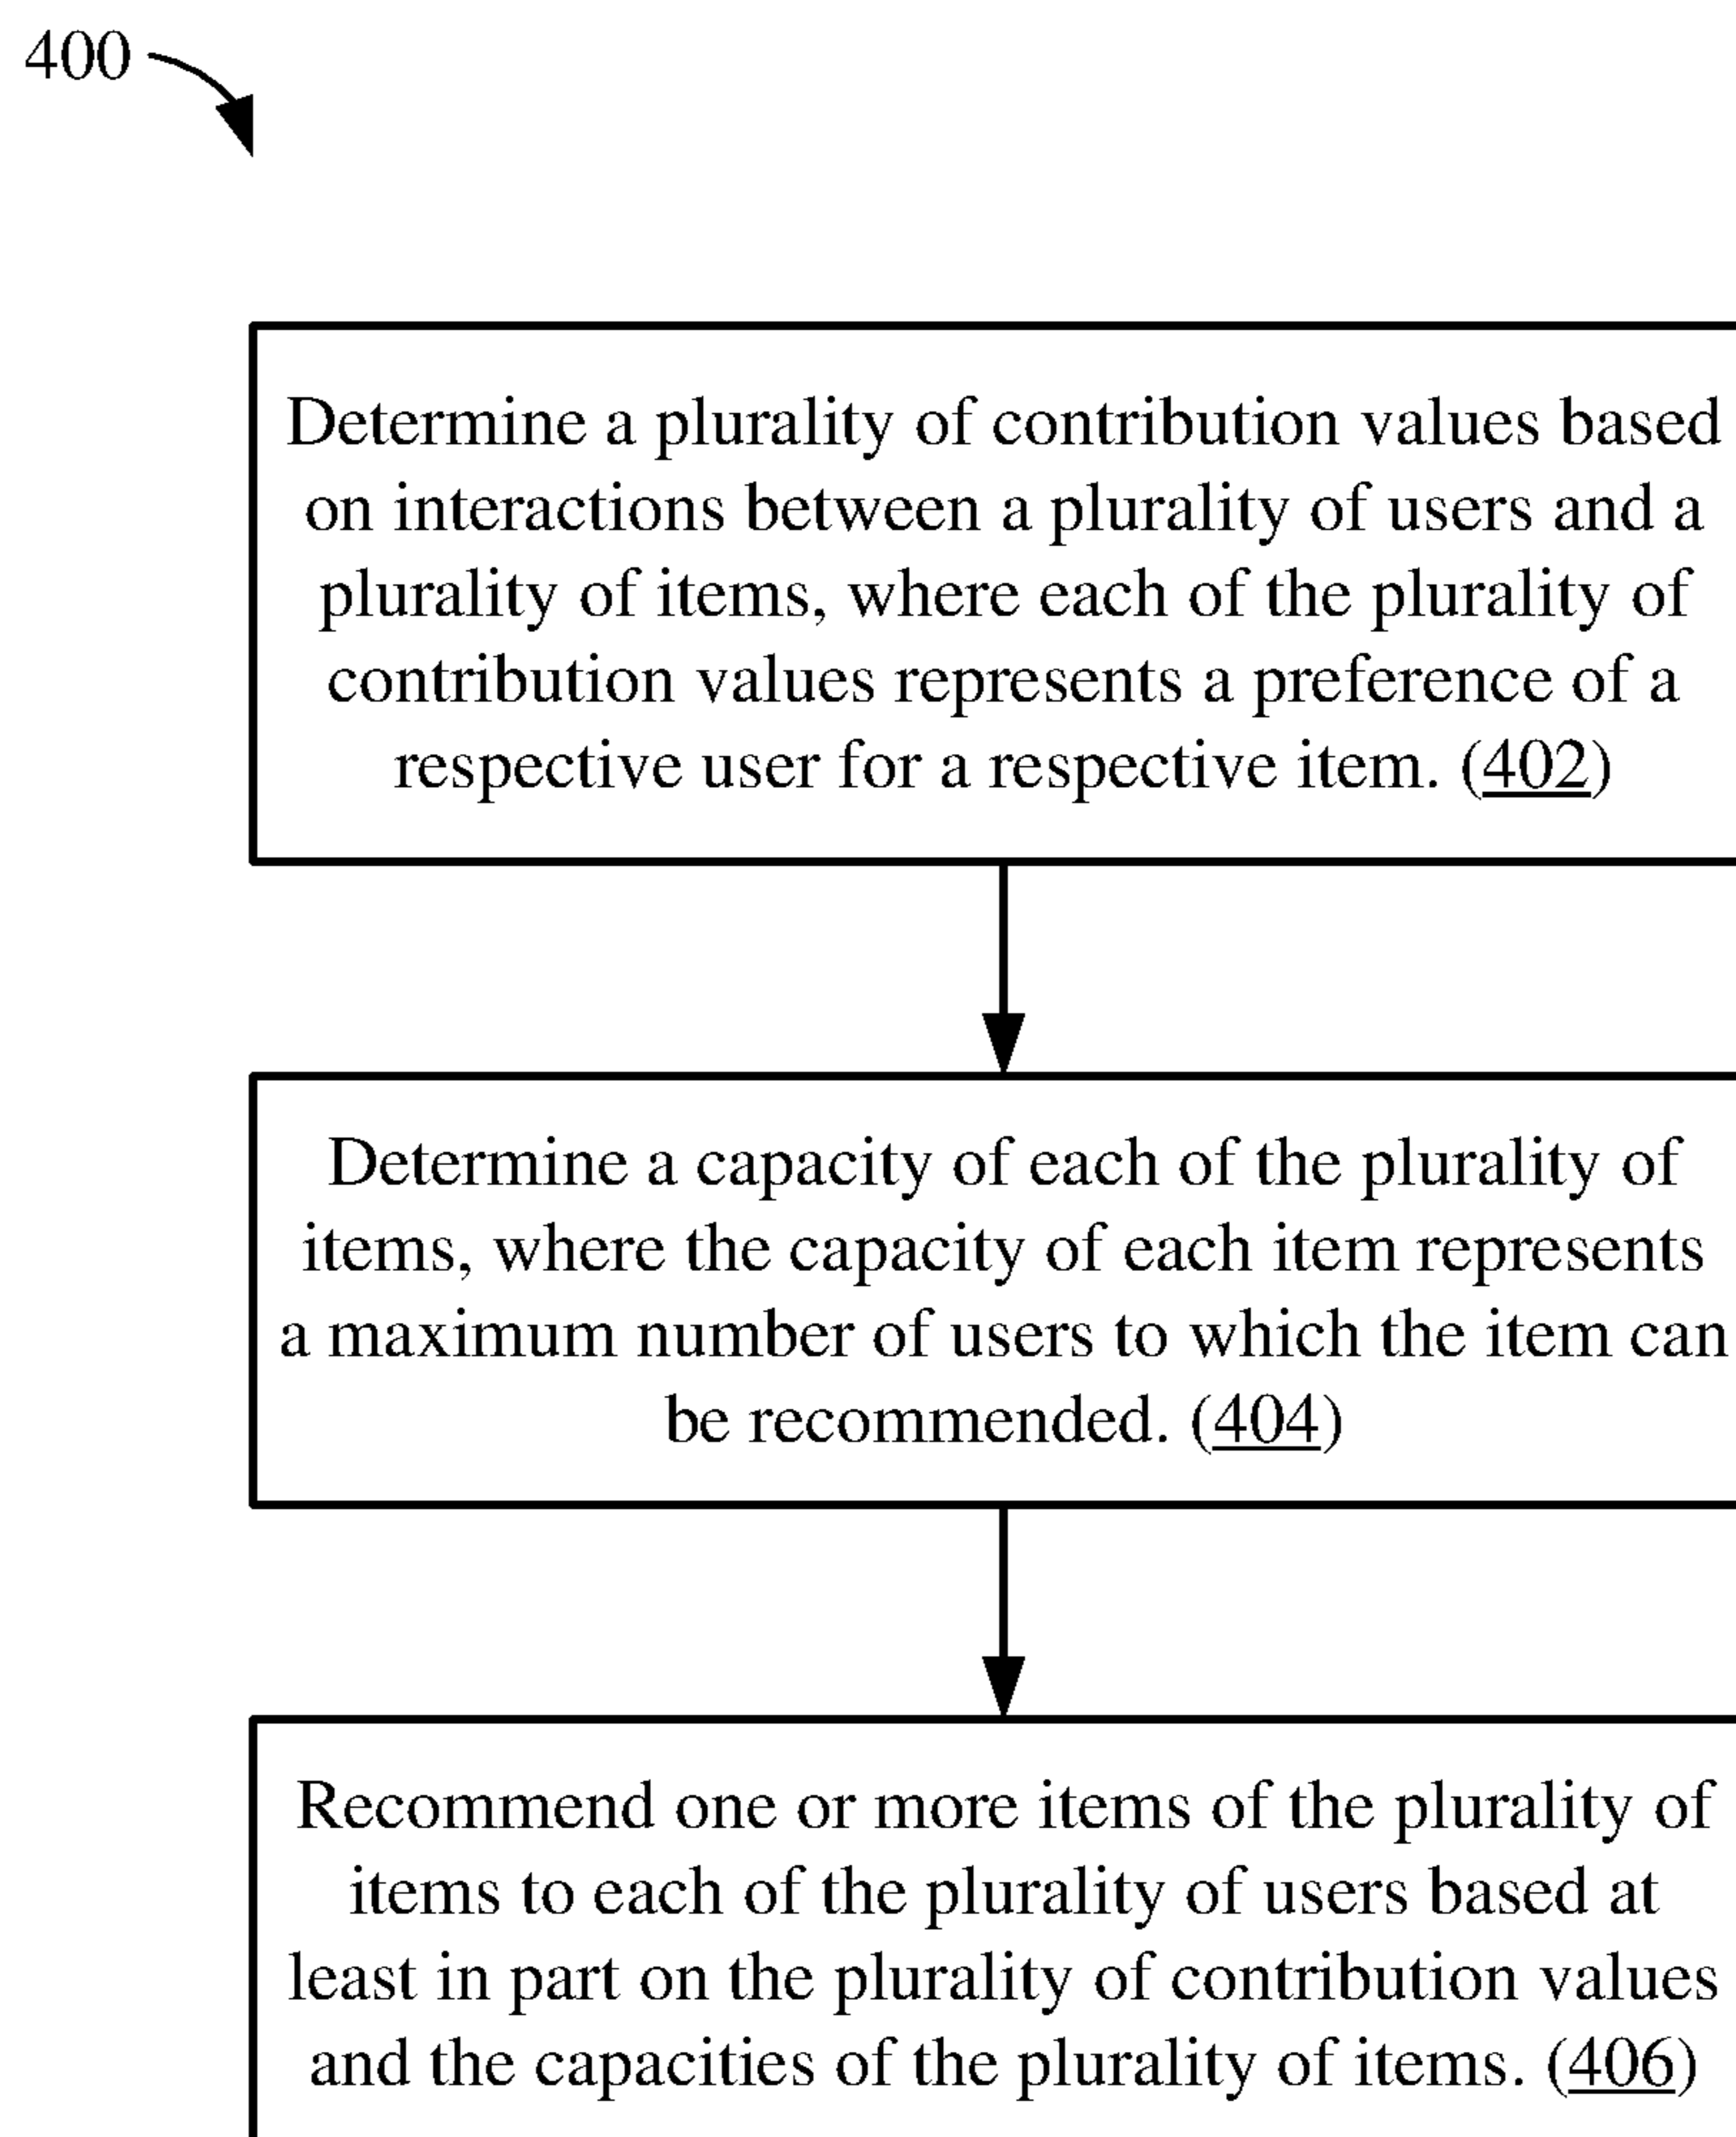 400
Determine a plurality of contribution values based
on interactions between a plurality of users and a
plurality of items, where each of the plurality of
contribution values represents a preference of a
respective user for a respective item. (402)
Determine a capacity of each of the plurality of
items, where the capacity of each item represents
a maximum number of users to which the item can
be recommended. (404)
Recommend one or more items of the plurality of
items to each of the plurality of users based at
least in part on the plurality of contribution values
and the capacities of the plurality of items. (406)